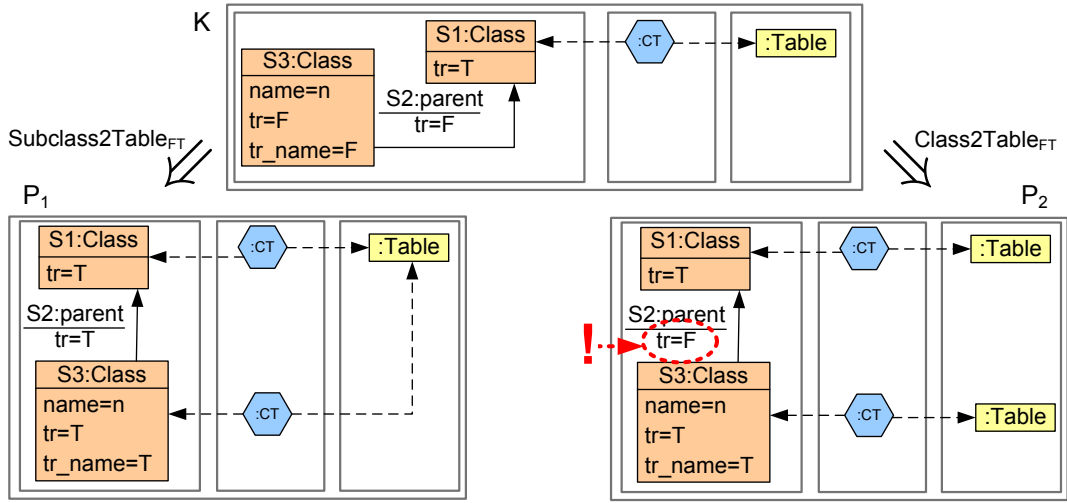 K
S1:Class
tr=T
:CT
:Table
S3:Class
name=n
tr=F
tr_name=F
S2:parent
tr=F
Subclass2TableFT
Class2TableFT
P1
S1:Class
tr=T
:CT
:Table
S2:parent
tr=T
S3:Class
name=n
tr=T
tr_name=T
:CT
P2
S1:Class
tr=T
:CT
:Table
S2:parent
tr=F
!
S3:Class
name=n
tr=T
tr_name=T
:CT
:Table